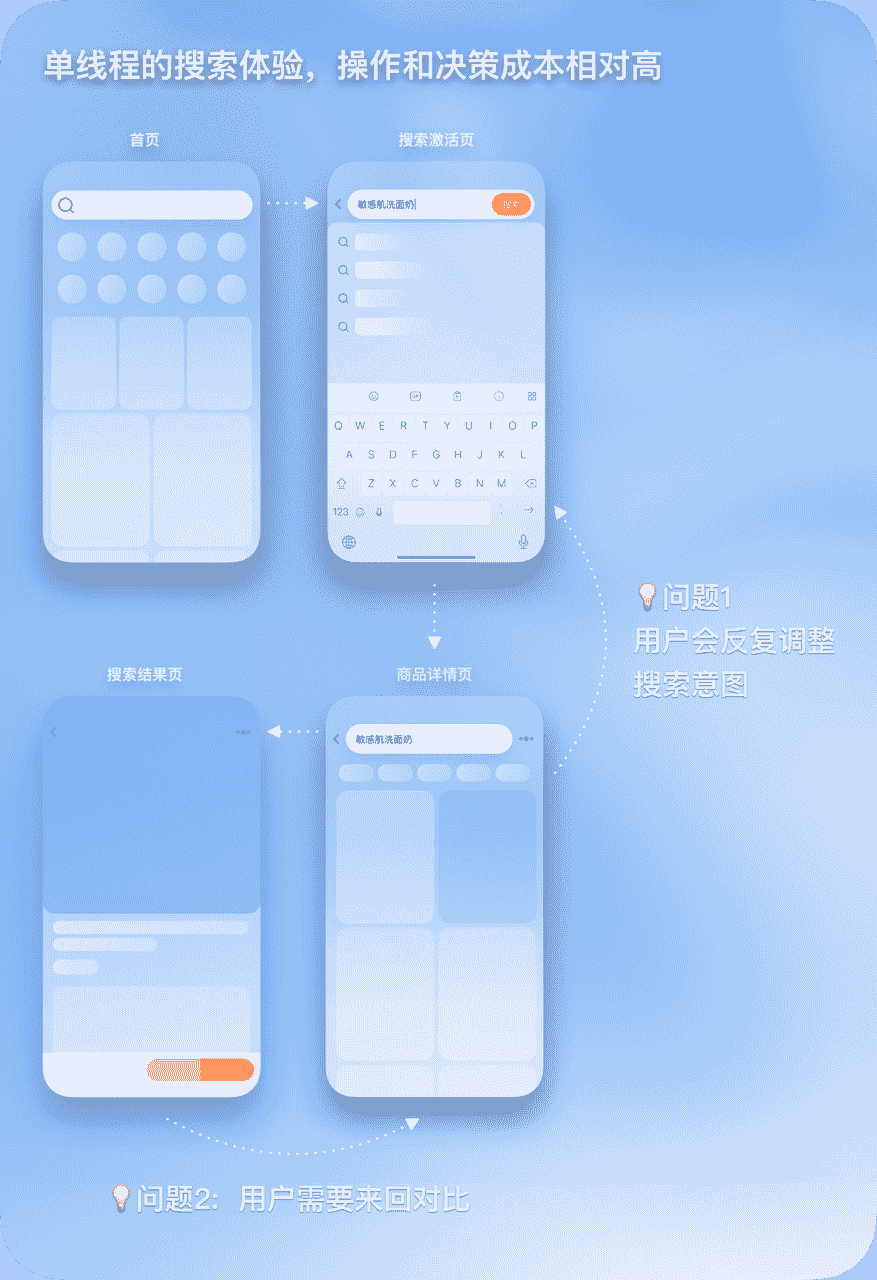 单线程的搜索体验，操作和决策成本相对高
首页
搜索激活页
敏感肌洗面奶
搜索
Q W E R T Y U I O P
A S D F G H J K L
Z X C V B N M
123
问题1
用户会反复调整
搜索意图
搜索结果页
商品详情页
敏感肌洗面奶
问题2：用户需要来回对比